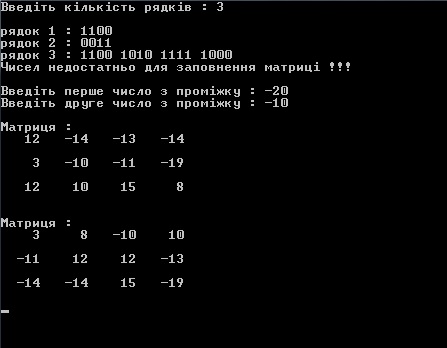 Введіть кількість рядків : 3
рядок 1 : 1100
рядок 2 : 0011
рядок 3 : 1100 1010 1111 1000
Чисел недостатньо для заповнення матриці !!!
Введіть перше число з проміжку : -20
Введіть друге число з проміжку : -10
Матриця :
12 -14 -13 -14
3 -10 -11 -19
12 10 15 8
Матриця :
3 8 -10 10
-11 12 12 -13
-14 -14 15 -19